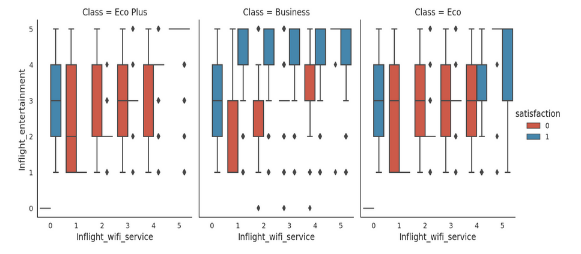 Class = Eco Plus
Class = Business
Class = Eco
5
4
3
2
1
0
Inflight_entertainment
0 1 2 3 4 5
0 1 2 3 4 5
0 1 2 3 4 5
Inflight_wifi_service
Inflight_wifi_service
Inflight_wifi_service
satisfaction
0
1